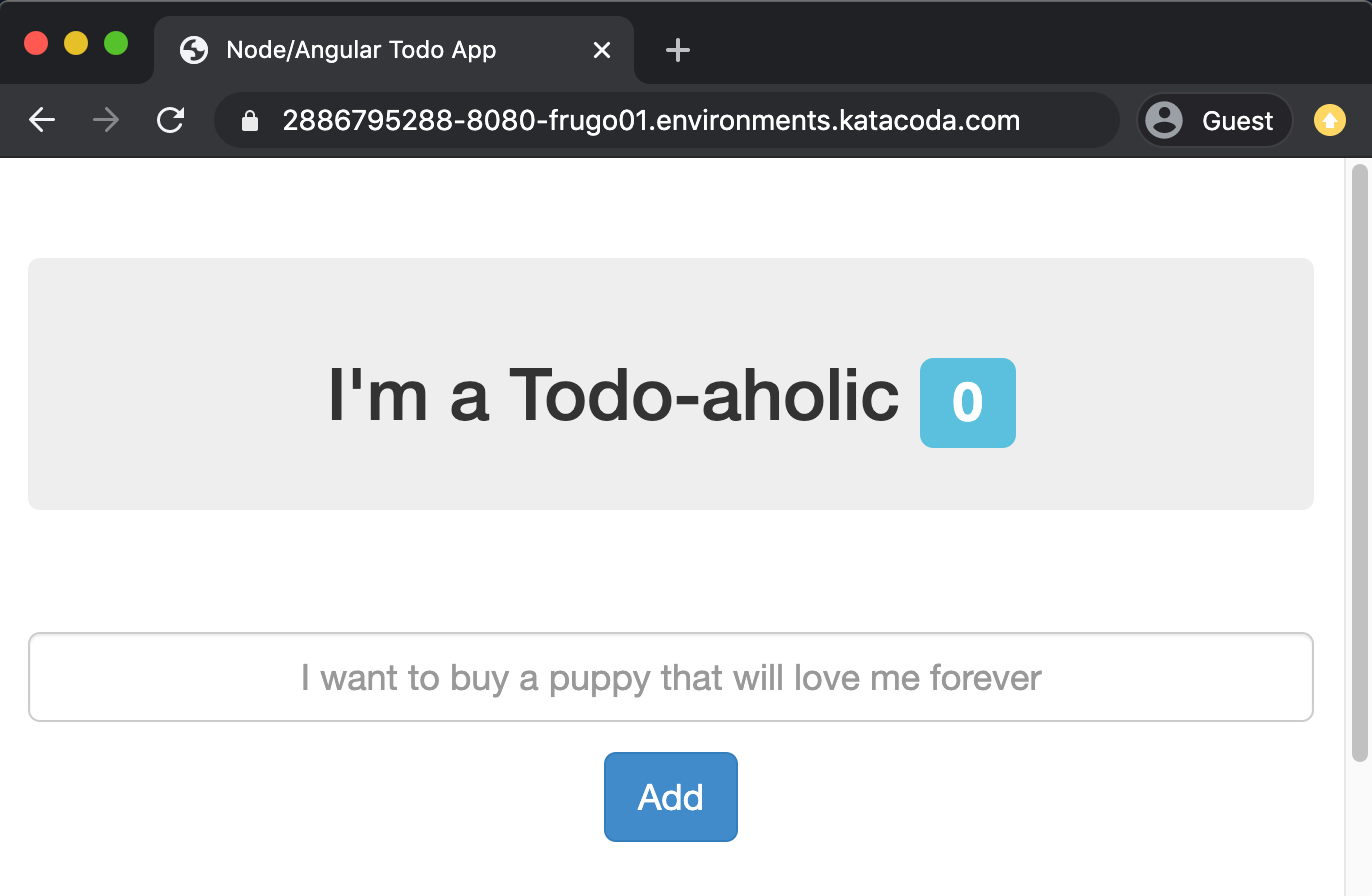 Node/Angular Todo App
2886795288-8080-frugo01.environments.katacoda.com
Guest
I'm a Todo-aholic 0
I want to buy a puppy that will love me forever
Add